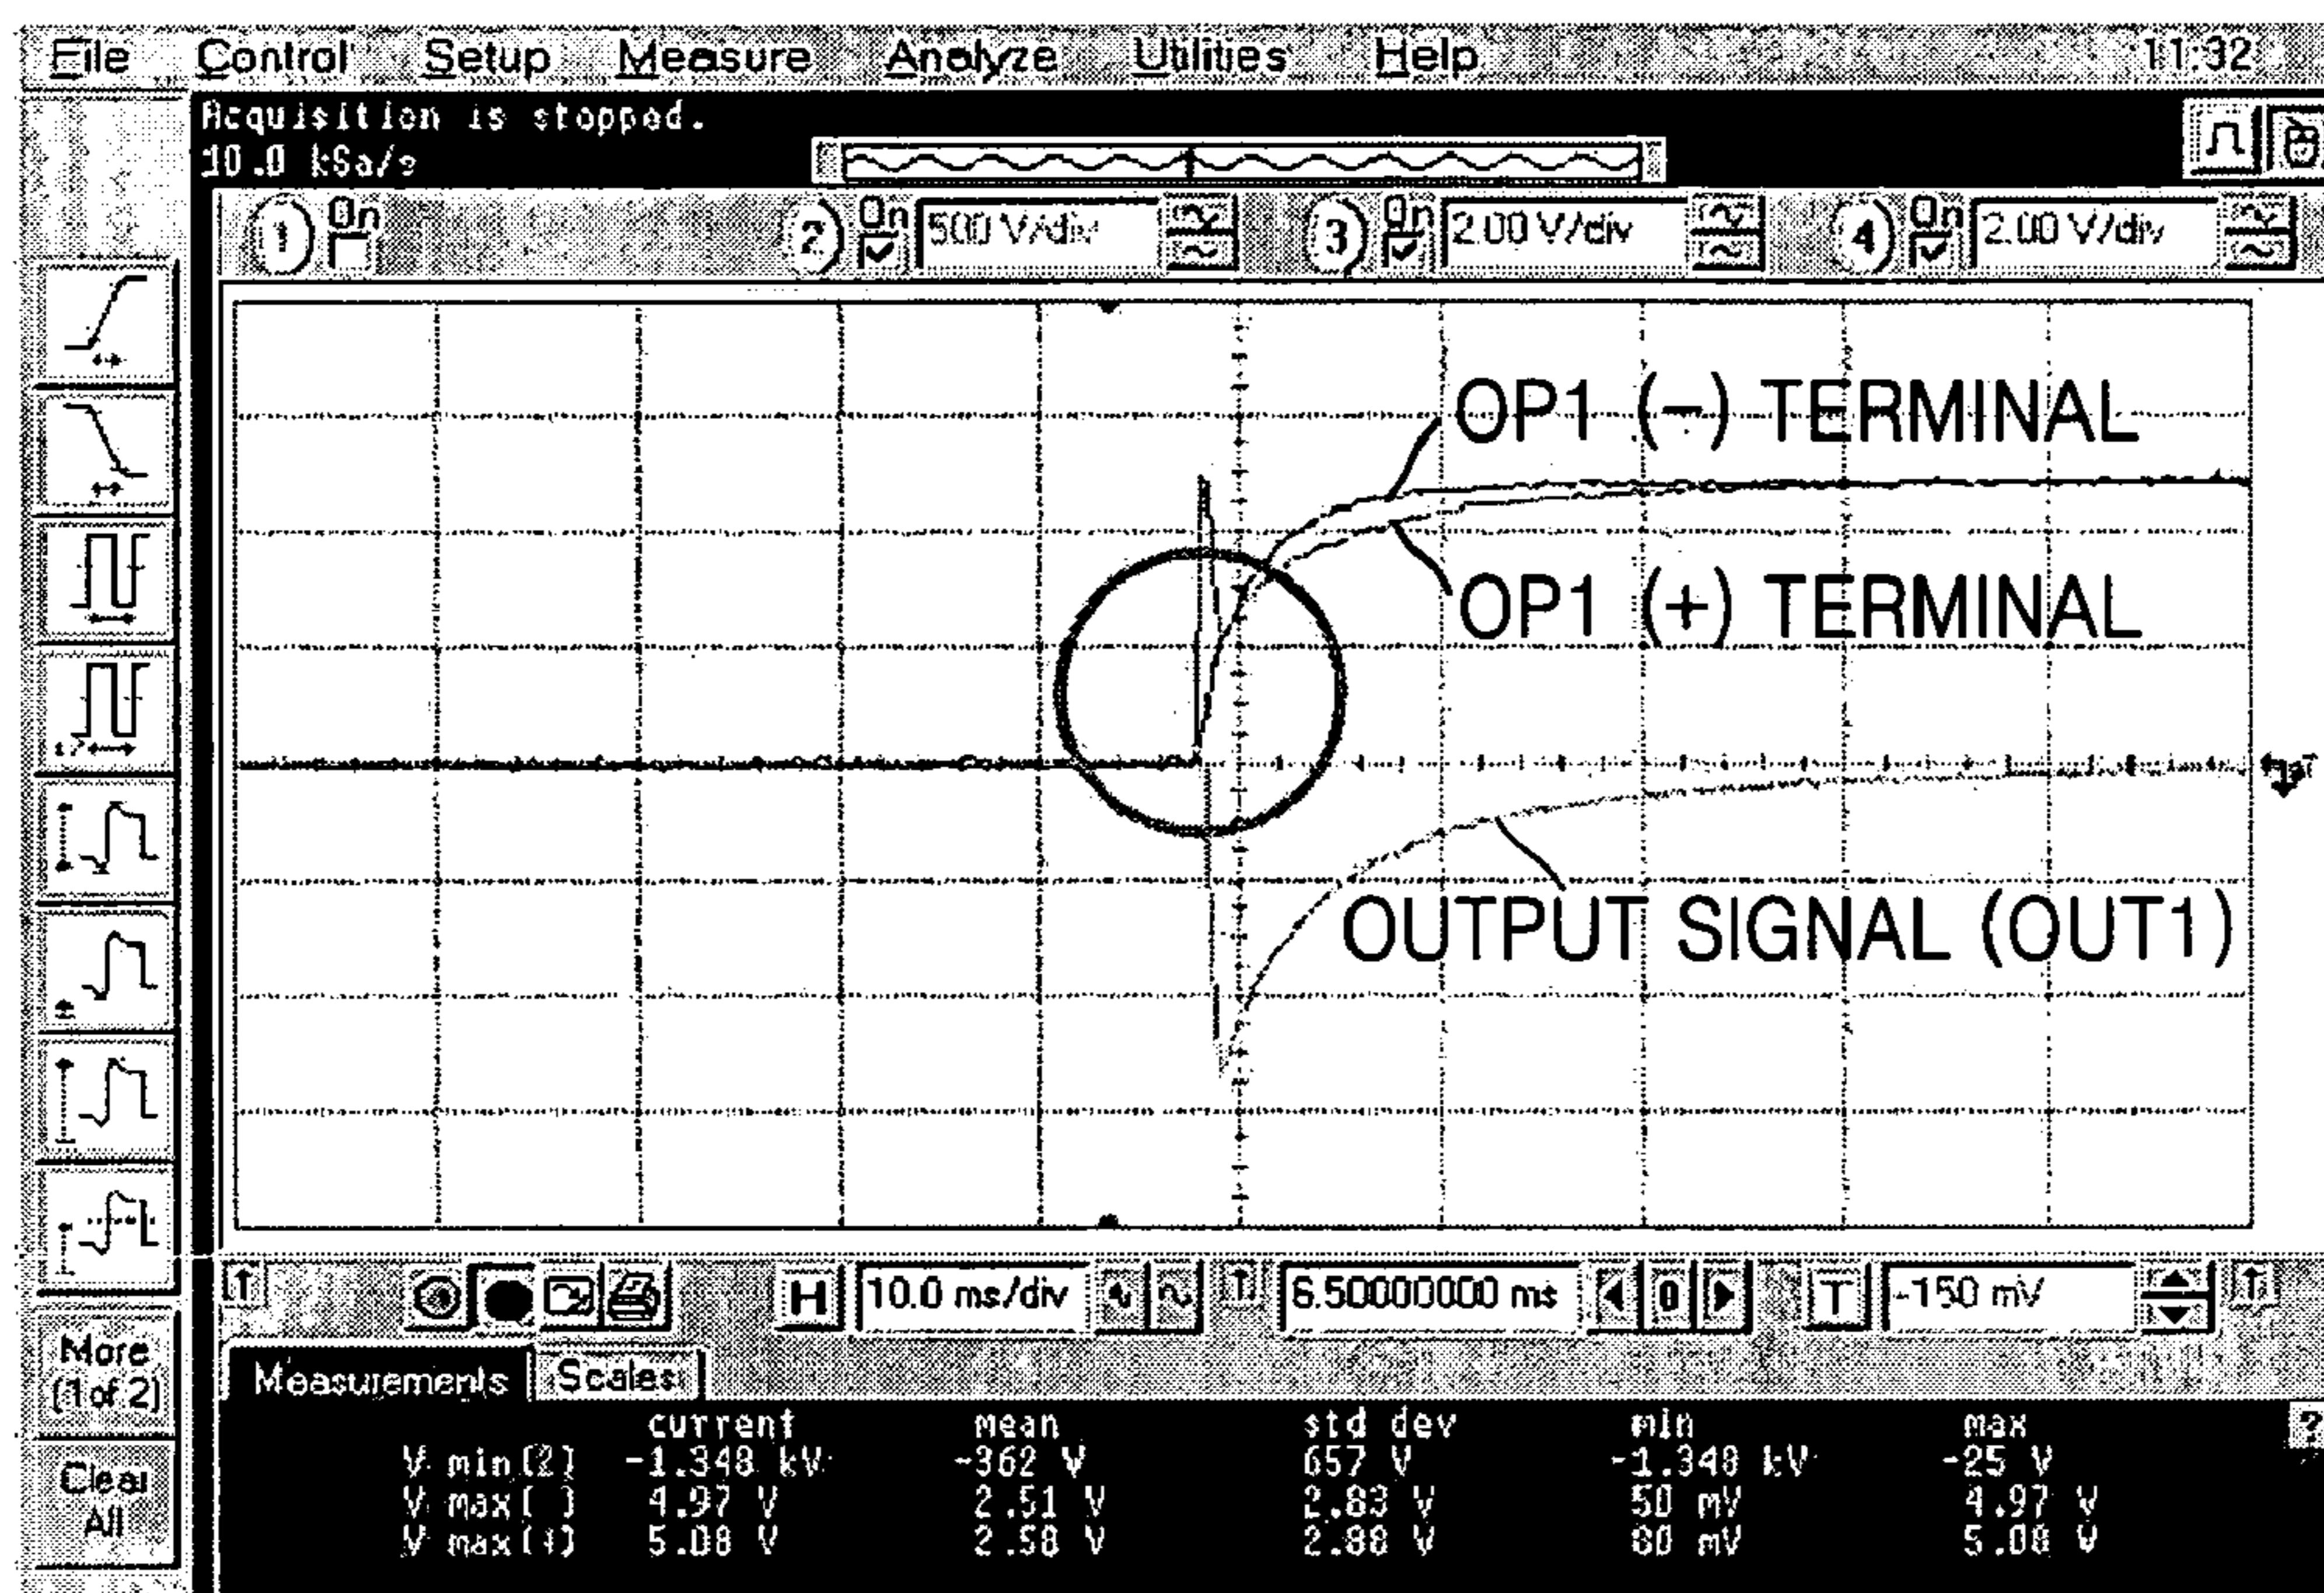 File Control Setup Measure Analyze Utilities Help 11:32
Acquisition is stopped.
10.0 kSa/s
1 On 2 On 500 V/div 3 On 2.00 V/div 4 On 2.00 V/div
OP1 (-) TERMINAL
OP1 (+) TERMINAL
OUTPUT SIGNAL (OUT1)
H 10.0 ms/div 6.50000000 ms 0 T -150 mV
More
(1 of 2)
Clear
All
Measurements Scales
current mean std dev min max
V min(2) -1.348 kV -362 V 657 V -1.348 kV -25 V
V max( ) 4.97 V 2.51 V 2.83 V 50 mV 4.97 V
V max(4) 5.08 V 2.58 V 2.88 V 80 mV 5.08 V
?